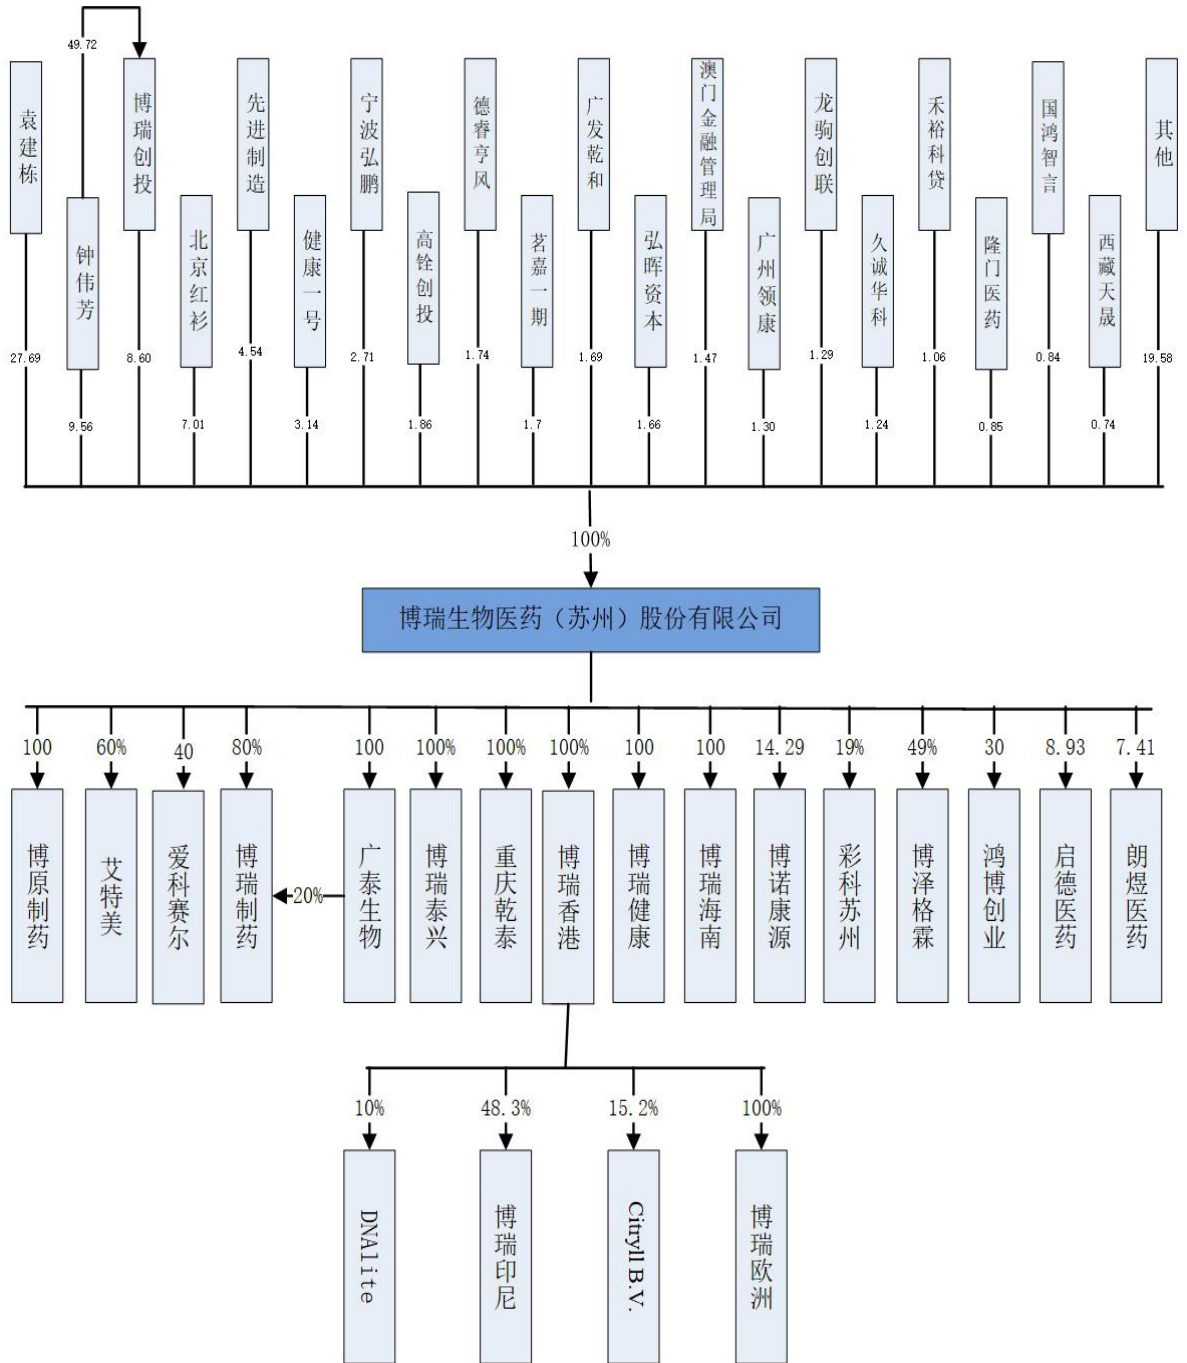 49.72
袁建栋
博瑞创投
先进制造
宁波弘鹏
德睿亨风
广发乾和
澳门金融管理局
龙驹创联
禾裕科贷
国鸿智言
其他
钟伟芳
北京红衫
健康一号
高铨创投
茗嘉一期
弘晖资本
广州领康
久诚华科
隆门医药
西藏天晟
27.69
8.60
4.54
2.71
1.74
1.69
1.47
1.29
1.06
0.84
19.58
9.56
7.01
3.14
1.86
1.7
1.66
1.30
1.24
0.85
0.74
100%
博瑞生物医药（苏州）股份有限公司
100
60%
40
80%
100
100%
100%
100%
100
100
14.29
19%
49%
30
8.93
7.41
博原制药
艾特美
爱科赛尔
博瑞制药
20%
广泰生物
博瑞泰兴
重庆乾泰
博瑞香港
博瑞健康
博瑞海南
博诺康源
彩科苏州
博泽格霖
鸿博创业
启德医药
朗煜医药
10%
48.3%
15.2%
100%
DNAlite
博瑞印尼
Citryll B.V.
博瑞欧洲